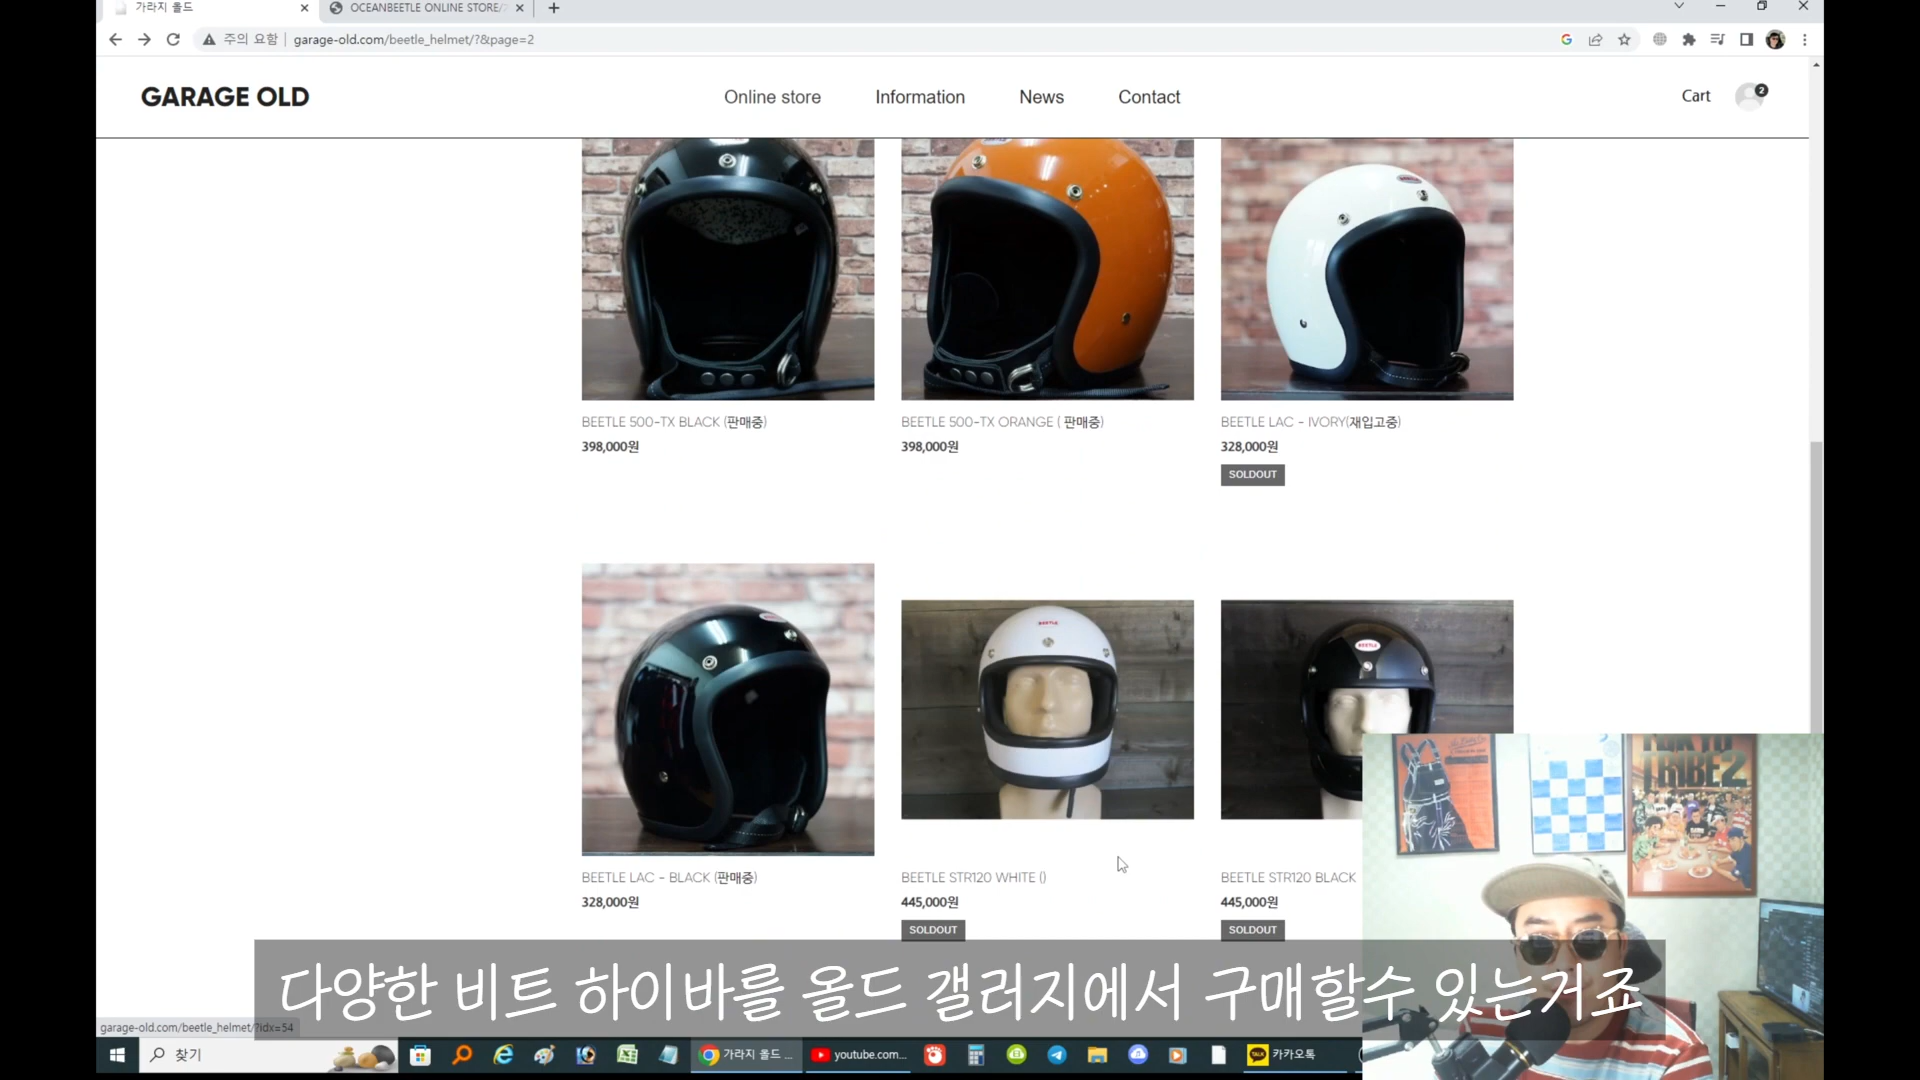 가라지 올드
OCEANBEETLE ONLINE STORE/
주의 요함
garage-old.com/beetle_helmet/?&page=2
GARAGE OLD
Online store
Information
News
Contact
Cart
2
BEETLE 500-TX BLACK (판매중)
398,000원
BEETLE 500-TX ORANGE ( 판매중)
398,000원
BEETLE LAC - IVORY(재입고중)
328,000원
SOLDOUT
BEETLE
BEETLE
BEETLE LAC - BLACK (판매중)
328,000원
BEETLE STR120 WHITE ()
445,000원
SOLDOUT
BEETLE STR120 BLACK
445,000원
SOLDOUT
TOKYO
TRIBE2
다양한 비트 하이바를 올드 갤러지에서 구매할수 있는거죠
garage-old.com/beetle_helmet/?idx=54
찾기
가라지 올드 ...
youtube.com...
TALK
카카오톡